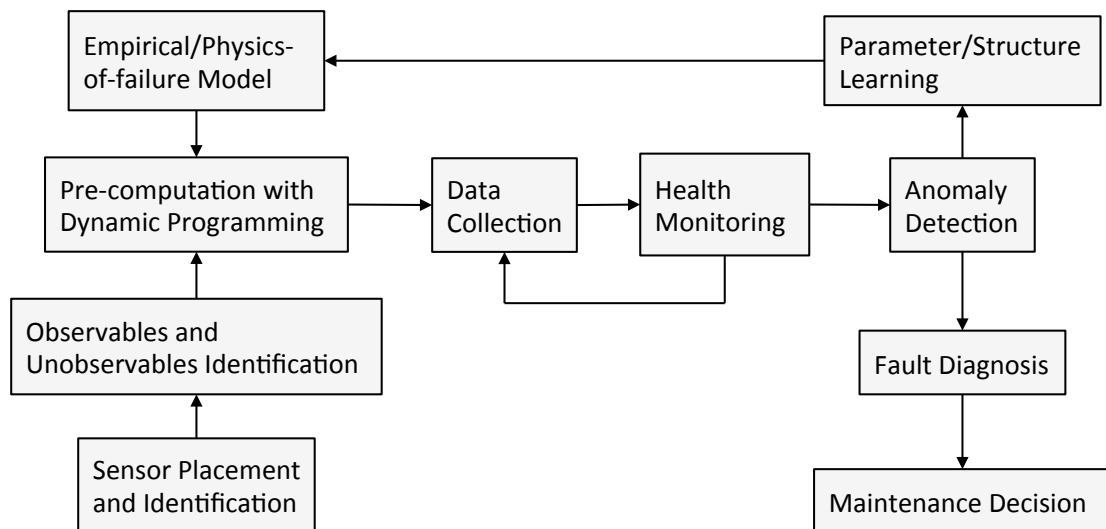 Empirical/Physics-
of-failure Model
Parameter/Structure
Learning
Pre-computation with
Dynamic Programming
Data
Collection
Health
Monitoring
Anomaly
Detection
Observables and
Unobservables Identification
Fault Diagnosis
Sensor Placement
and Identification
Maintenance Decision